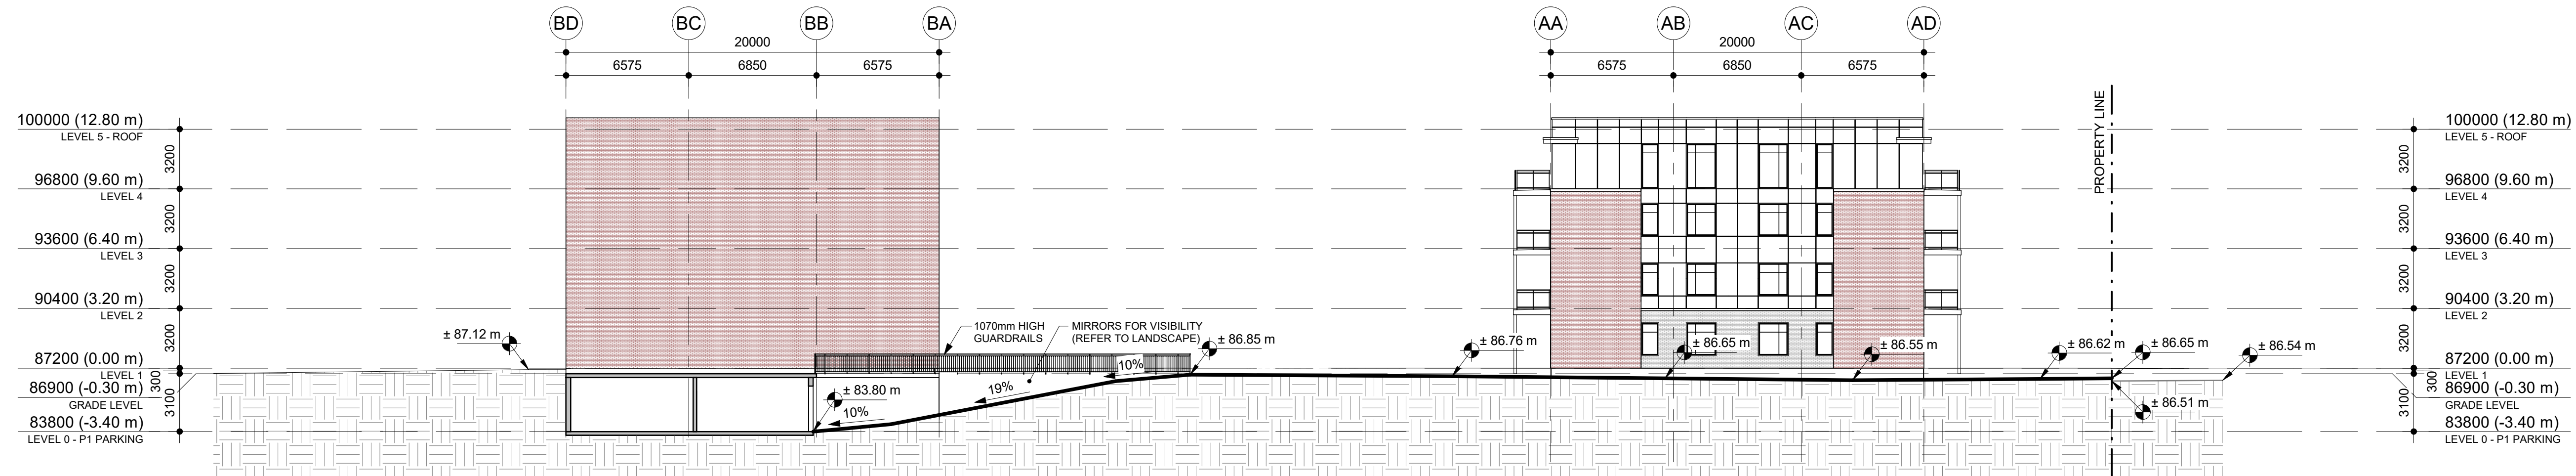 BD
BC
BB
BA
AA
AB
AC
AD
20000
20000
6575
6850
6575
6575
6850
6575
PROPERTY LINE
100000 (12.80 m)
LEVEL 5 - ROOF
3200
96800 (9.60 m)
LEVEL 4
3200
93600 (6.40 m)
LEVEL 3
3200
90400 (3.20 m)
LEVEL 2
3200
87200 (0.00 m)
LEVEL 1
300
86900 (-0.30 m)
GRADE LEVEL
3100
83800 (-3.40 m)
LEVEL 0 - P1 PARKING
± 87.12 m
1070mm HIGH
GUARDRAILS
MIRRORS FOR VISIBILITY
(REFER TO LANDSCAPE)
± 86.85 m
10%
19%
10%
± 83.80 m
± 86.76 m
± 86.65 m
± 86.55 m
± 86.62 m
± 86.65 m
± 86.54 m
± 86.51 m
100000 (12.80 m)
LEVEL 5 - ROOF
3200
96800 (9.60 m)
LEVEL 4
3200
93600 (6.40 m)
LEVEL 3
3200
90400 (3.20 m)
LEVEL 2
3200
87200 (0.00 m)
LEVEL 1
300
86900 (-0.30 m)
GRADE LEVEL
3100
83800 (-3.40 m)
LEVEL 0 - P1 PARKING